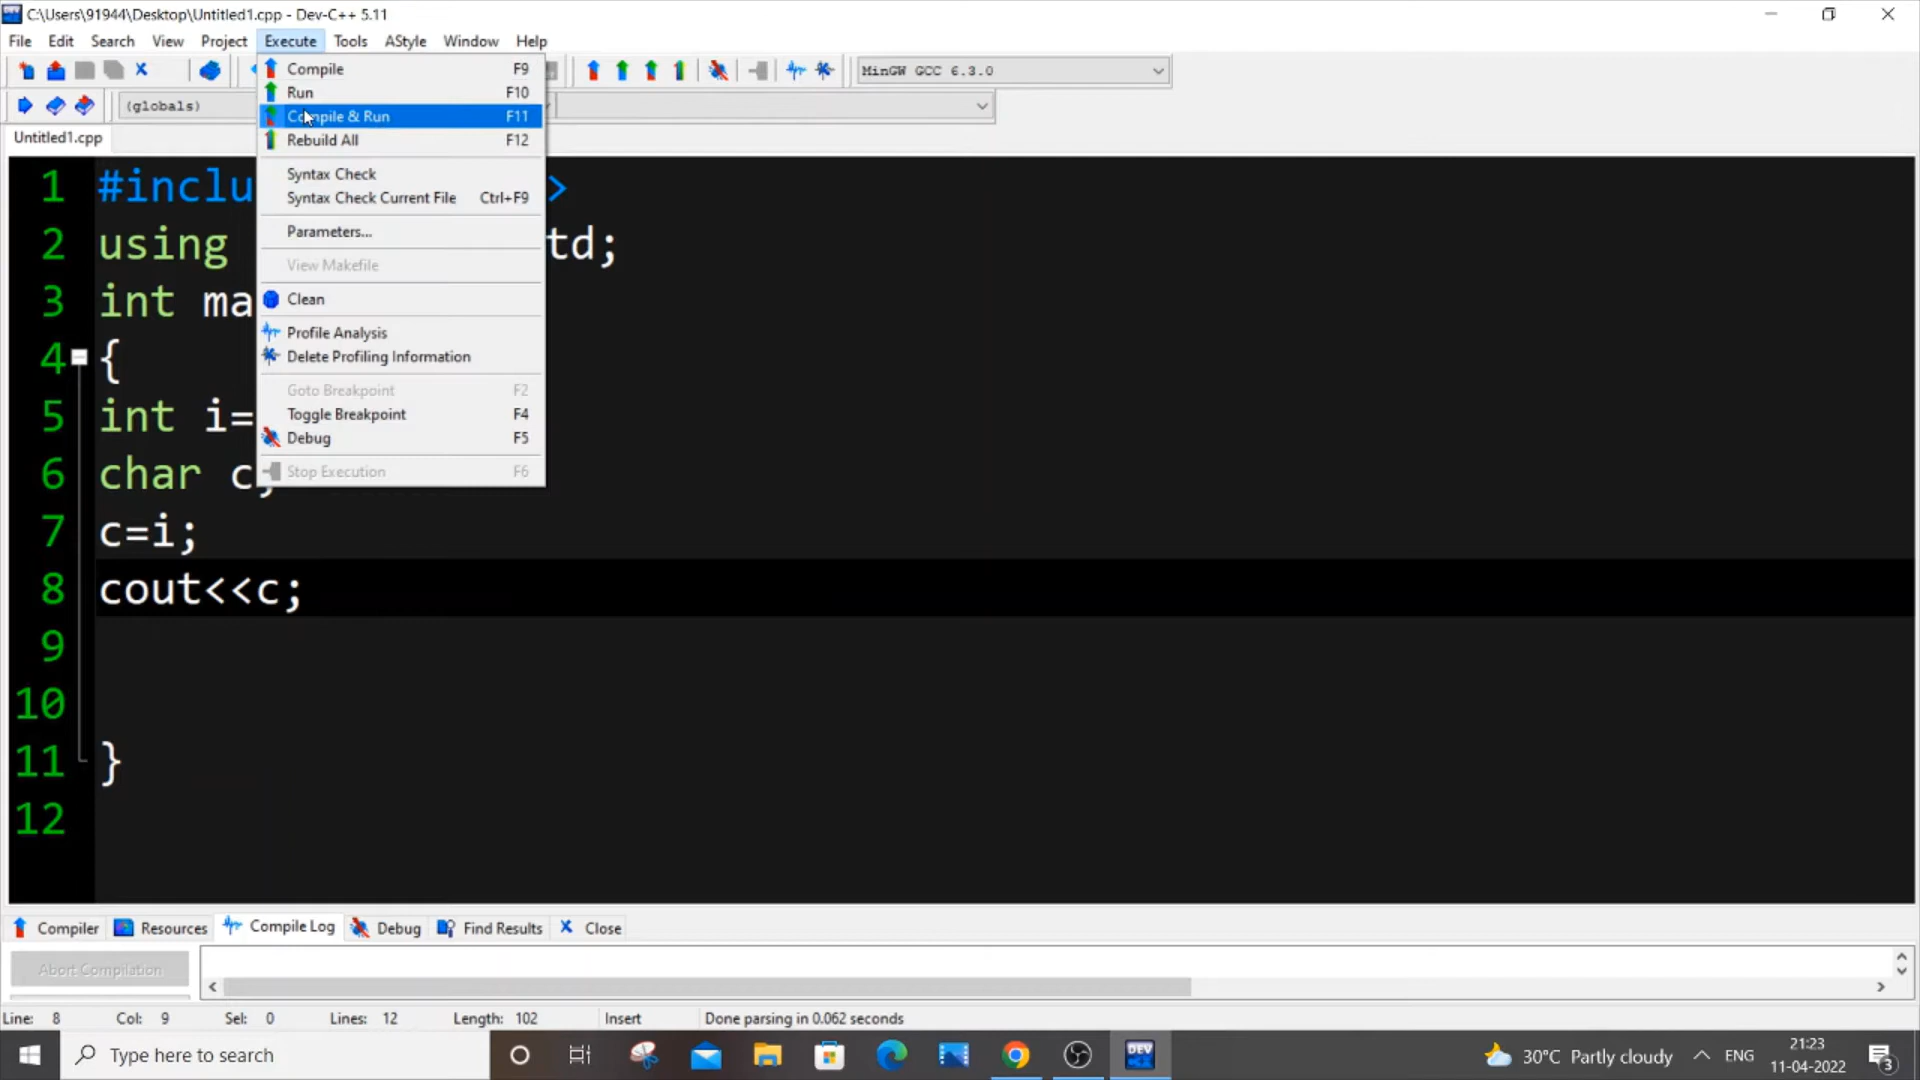 C:\Users\91944\Desktop\Untitled1.cpp - Dev-C++ 5.11
File Edit Search View Project Execute Tools AStyle Window Help
MinGW GCC 6.3.0
(globals)
Untitled1.cpp
Compile F9
Run F10
Compile & Run F11
Rebuild All F12
Syntax Check
Syntax Check Current File Ctrl+F9
Parameters...
View Makefile
Clean
Profile Analysis
Delete Profiling Information
Goto Breakpoint F2
Toggle Breakpoint F4
Debug F5
Stop Execution F6
1 #inclu >
2 using td;
3 int ma
4 {
5 int i=
6 char c;
7 c=i;
8 cout<<c;
9
10
11 }
12
Compiler Resources Compile Log Debug Find Results Close
Abort Compilation
Line: 8 Col: 9 Sel: 0 Lines: 12 Length: 102 Insert Done parsing in 0.062 seconds
Type here to search
DEV
30°C Partly cloudy ENG
21:23
11-04-2022
3